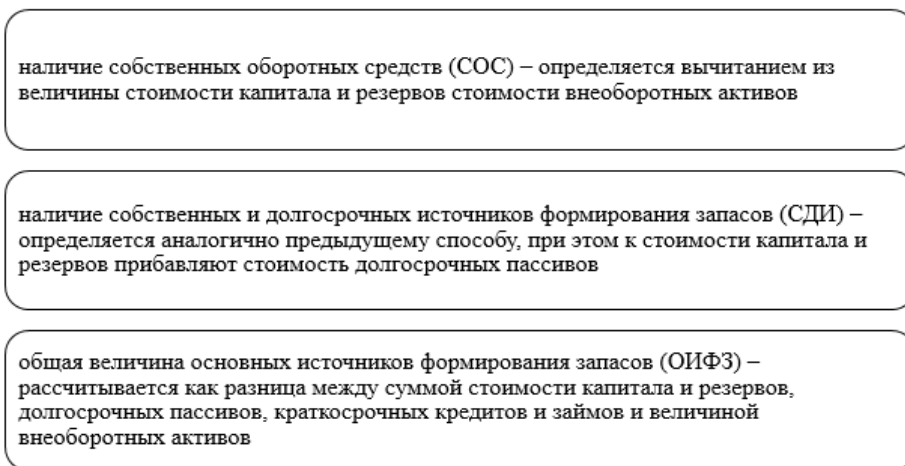 наличие собственных оборотных средств (СОС) – определяется вычитанием из
величины стоимости капитала и резервов стоимости внеоборотных активов
наличие собственных и долгосрочных источников формирования запасов (СДИ) –
определяется аналогично предыдущему способу, при этом к стоимости капитала и
резервов прибавляют стоимость долгосрочных пассивов
общая величина основных источников формирования запасов (ОИФЗ) –
рассчитывается как разница между суммой стоимости капитала и резервов,
долгосрочных пассивов, краткосрочных кредитов и займов и величиной
внеоборотных активов